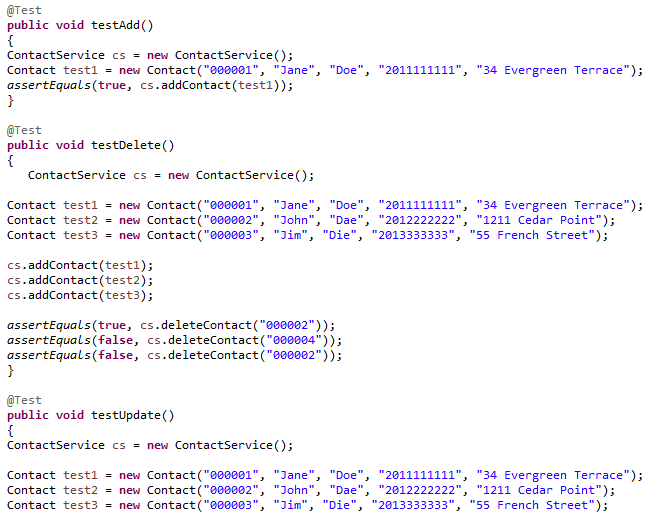 @Test
public void testAdd()
{
ContactService cs = new ContactService();
Contact test1 = new Contact("000001", "Jane", "Doe", "2011111111", "34 Evergreen Terrace");
assertEquals(true, cs.addContact(test1));
}
@Test
public void testDelete()
{
ContactService cs = new ContactService();
Contact test1 = new Contact("000001", "Jane", "Doe", "2011111111", "34 Evergreen Terrace");
Contact test2 = new Contact("000002", "John", "Dae", "2012222222", "1211 Cedar Point");
Contact test3 = new Contact("000003", "Jim", "Die", "2013333333", "55 French Street");
cs.addContact(test1);
cs.addContact(test2);
cs.addContact(test3);
assertEquals(true, cs.deleteContact("000002"));
assertEquals(false, cs.deleteContact("000004"));
assertEquals(false, cs.deleteContact("000002"));
}
@Test
public void testUpdate()
{
ContactService cs = new ContactService();
Contact test1 = new Contact("000001", "Jane", "Doe", "2011111111", "34 Evergreen Terrace");
Contact test2 = new Contact("000002", "John", "Dae", "2012222222", "1211 Cedar Point");
Contact test3 = new Contact("000003", "Jim", "Die", "2013333333", "55 French Street");